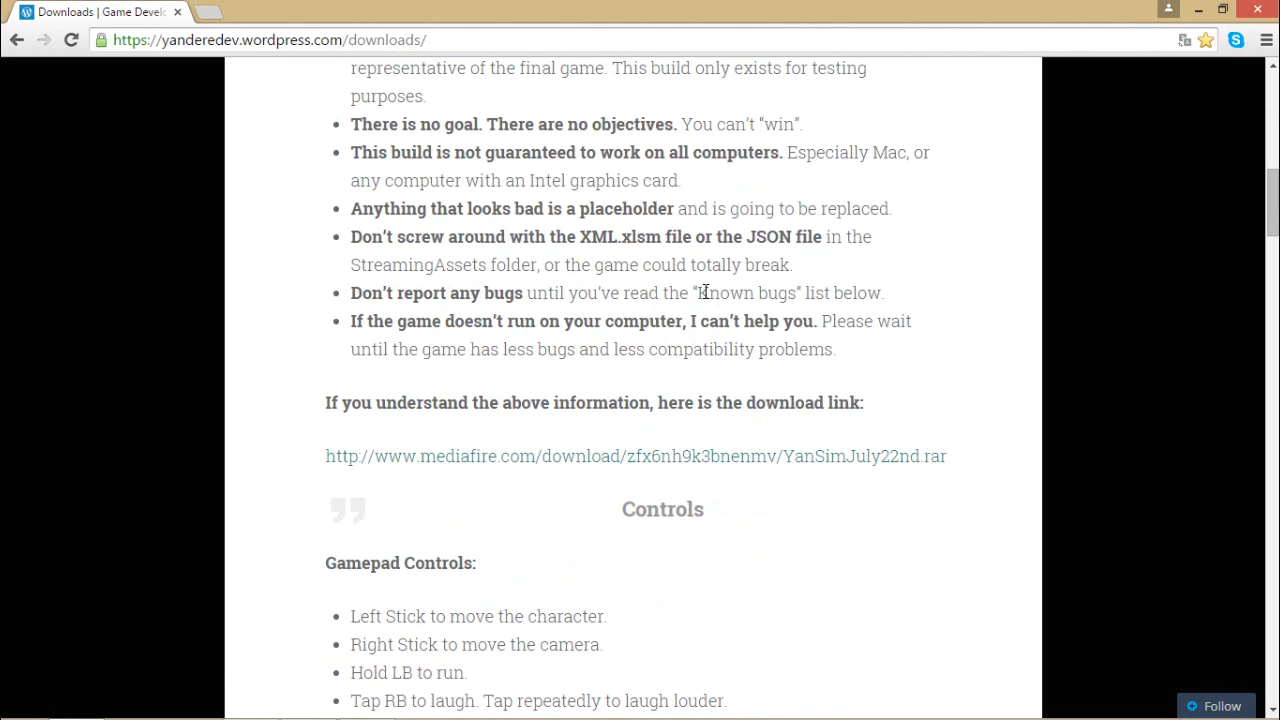 Downloads | Game Develo
https://yanderedev.wordpress.com/downloads/
representative of the final game. This build only exists for testing
purposes.
• There is no goal. There are no objectives. You can’t “win”.
• This build is not guaranteed to work on all computers. Especially Mac, or
any computer with an Intel graphics card.
• Anything that looks bad is a placeholder and is going to be replaced.
• Don’t screw around with the XML.xlsm file or the JSON file in the
StreamingAssets folder, or the game could totally break.
• Don’t report any bugs until you’ve read the “Known bugs” list below.
• If the game doesn’t run on your computer, I can’t help you. Please wait
until the game has less bugs and less compatibility problems.
If you understand the above information, here is the download link:
http://www.mediafire.com/download/zfx6nh9k3bnenmv/YanSimJuly22nd.rar
Controls
Gamepad Controls:
• Left Stick to move the character.
• Right Stick to move the camera.
• Hold LB to run.
• Tap RB to laugh. Tap repeatedly to laugh louder.
Follow